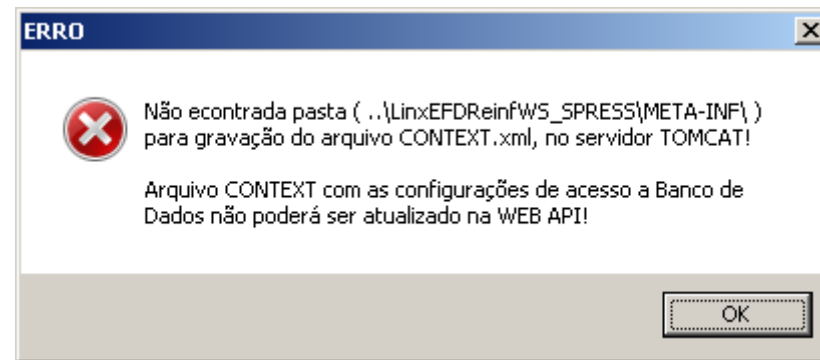 ERRO
Não econtrada pasta ( ..\LinxEFDReinfWS_SPRESS\META-INF\ )
para gravação do arquivo CONTEXT.xml, no servidor TOMCAT!
Arquivo CONTEXT com as configurações de acesso a Banco de
Dados não poderá ser atualizado na WEB API!
OK